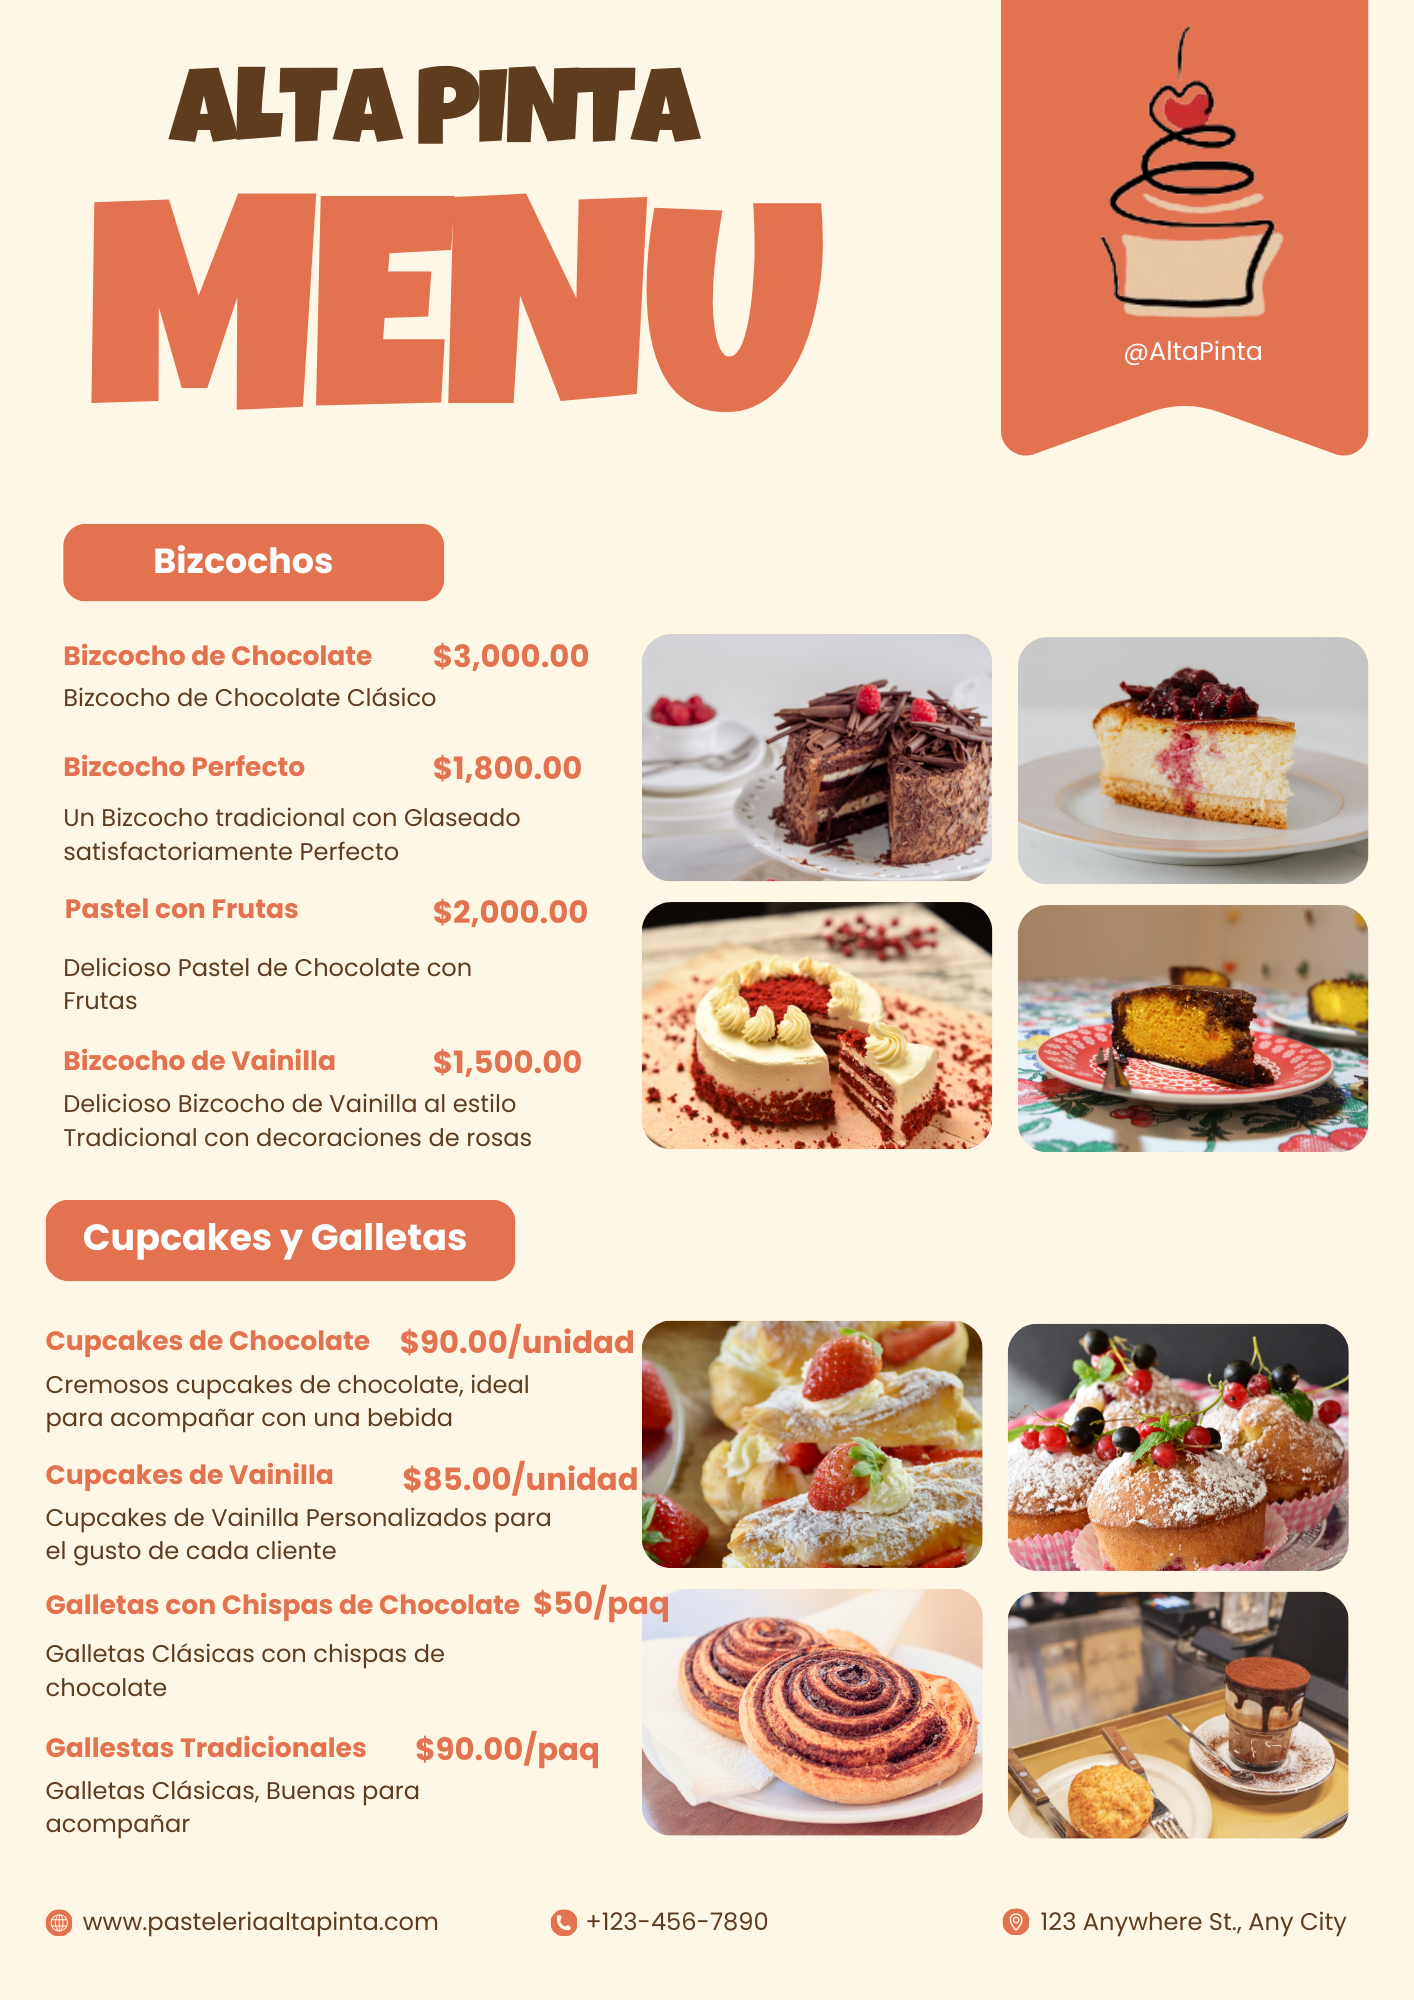 ALTA PINTA
MENU
@AltaPinta
Bizcochos
Bizcocho de Chocolate $3,000.00
Bizcocho de Chocolate Clásico
Bizcocho Perfecto $1,800.00
Un Bizcocho tradicional con Glaseado
satisfactoriamente Perfecto
Pastel con Frutas $2,000.00
Delicioso Pastel de Chocolate con
Frutas
Bizcocho de Vainilla $1,500.00
Delicioso Bizcocho de Vainilla al estilo
Tradicional con decoraciones de rosas
Cupcakes y Galletas
Cupcakes de Chocolate $90.00/unidad
Cremosos cupcakes de chocolate, ideal
para acompañar con una bebida
Cupcakes de Vainilla $85.00/unidad
Cupcakes de Vainilla Personalizados para
el gusto de cada cliente
Galletas con Chispas de Chocolate $50/paq
Galletas Clásicas con chispas de
chocolate
Gallestas Tradicionales $90.00/paq
Galletas Clásicas, Buenas para
acompañar
www.pasteleriaaltapinta.com
+123-456-7890
123 Anywhere St., Any City